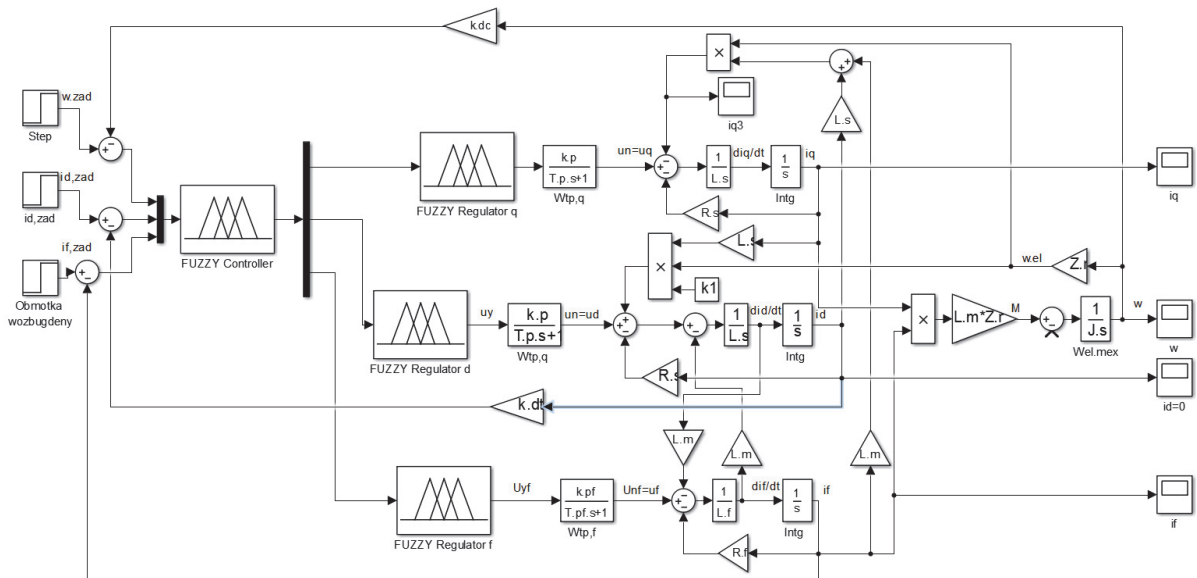 k.dc
w.zad
Step
id,zad
id,zad
if,zad
Obmotka
wozbugdeny
FUZZY Controller
FUZZY Regulator q
k.p
T.p.s+1
Wtp,q
un=uq
iq3
L.s
1
L.s
diq/dt
1
s
Intg
iq
iq
R.s
L.s
k1
w.el
Z.r
FUZZY Regulator d
uy
k.p
T.p.s+1
Wtp,q
un=ud
1
L.s
did/dt
1
s
Intg
id
R.s
L.m*Z.r
M
1
J.s
Wel.mex
w
w
id=0
k.dt
L.m
L.m
L.m
FUZZY Regulator f
Uyf
k.pf
T.pf.s+1
Wtp,f
Unf=uf
1
L.f
dif/dt
1
s
Intg
if
R.f
if